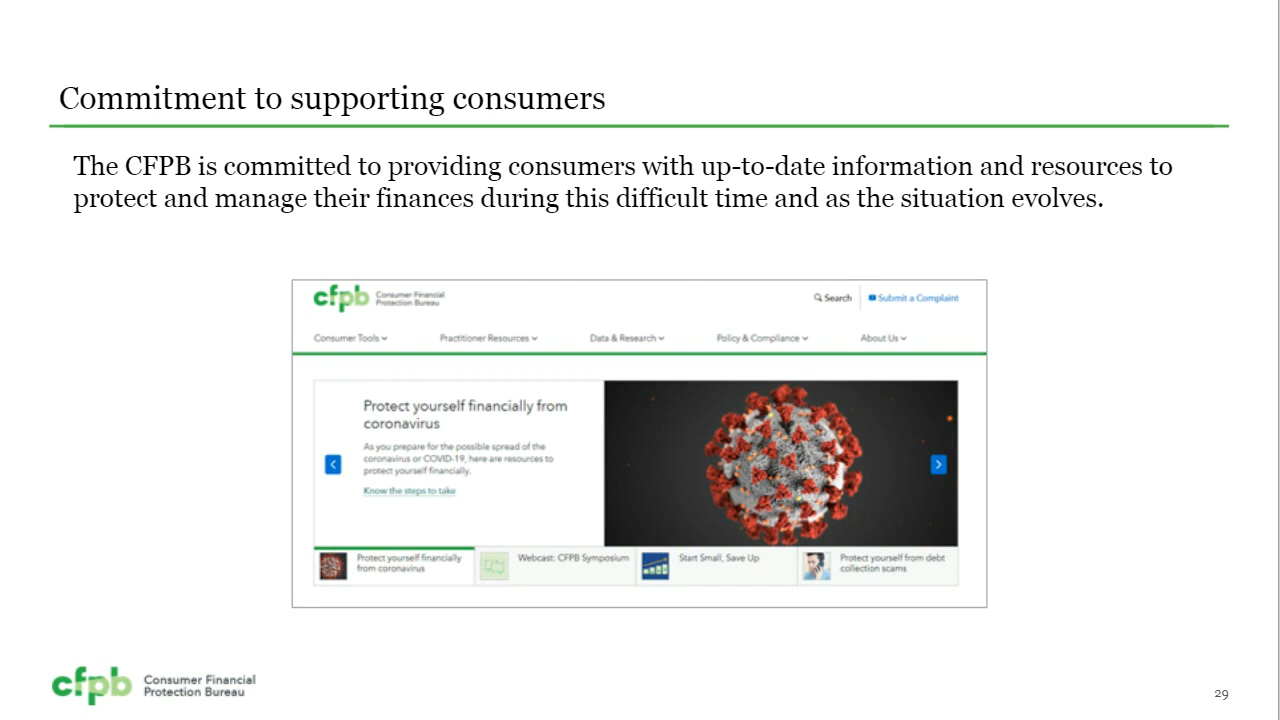 Commitment to supporting consumers
The CFPB is committed to providing consumers with up-to-date information and resources to
protect and manage their finances during this difficult time and as the situation evolves.
cfpb Consumer Financial
Protection Bureau
Search
Submit a Complaint
Consumer Tools
Practitioner Resources
Data & Research
Policy & Compliance
About Us
Protect yourself financially from
coronavirus
As you prepare for the possible spread of the
coronavirus or COVID-19, here are resources to
protect yourself financially.
Know the steps to take
Protect yourself financially
from coronavirus
Webcast: CFPB Symposium
Start Small, Save Up
Protect yourself from debt
collection scams
cfpb Consumer Financial
Protection Bureau
29